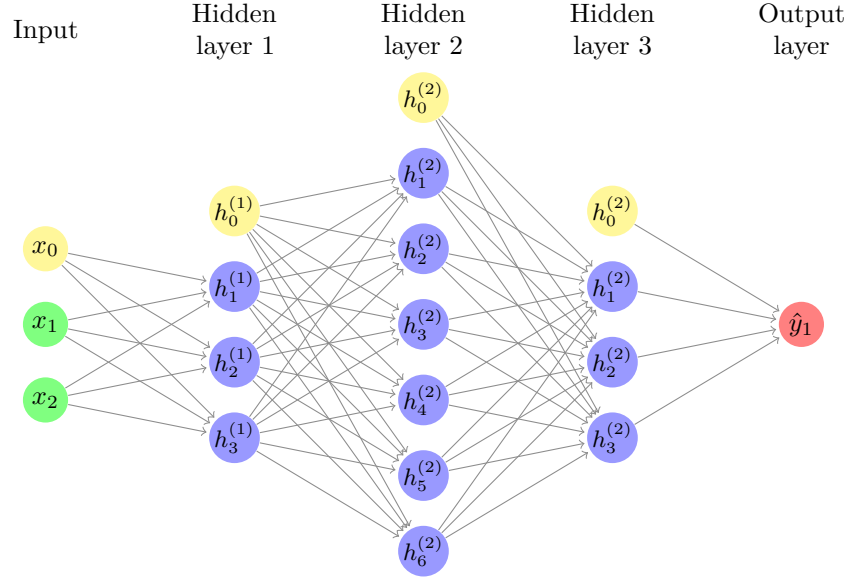 Input
Hidden
layer 1
Hidden
layer 2
Hidden
layer 3
Output
layer
x_0
x_1
x_2
h_0^{(1)}
h_1^{(1)}
h_2^{(1)}
h_3^{(1)}
h_0^{(2)}
h_1^{(2)}
h_2^{(2)}
h_3^{(2)}
h_4^{(2)}
h_5^{(2)}
h_6^{(2)}
h_0^{(2)}
h_1^{(2)}
h_2^{(2)}
h_3^{(2)}
ŷ_1